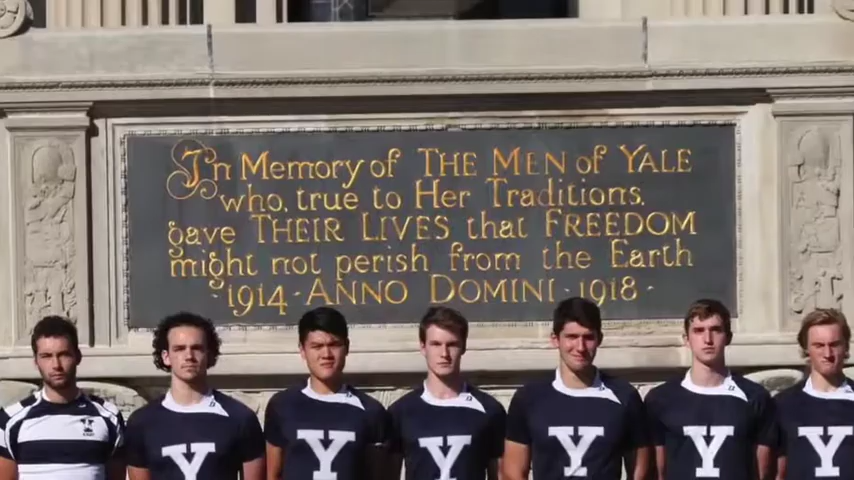 In Memory of THE MEN of YALE
who, true to Her Traditions,
gave THEIR LIVES that FREEDOM
might not perish from the Earth
·1914·ANNO DOMINI·1918·
Y Y Y Y Y Y